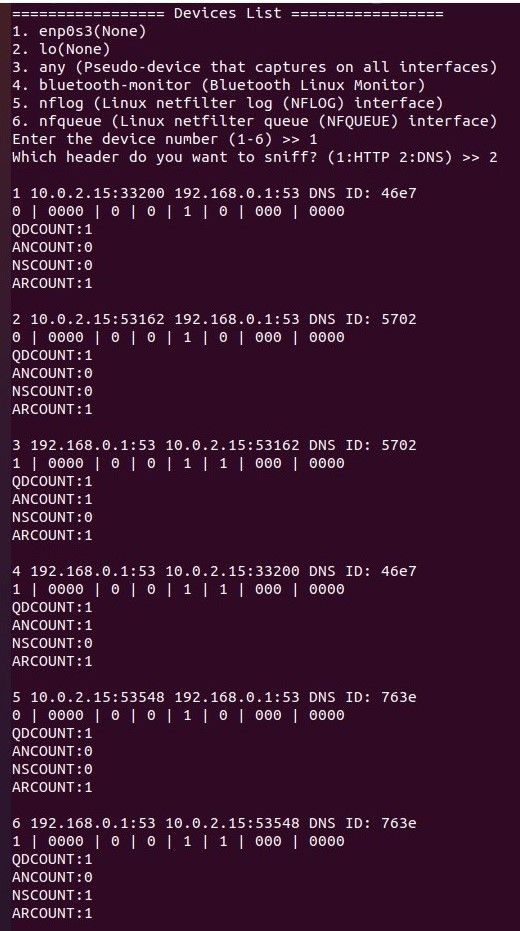 ================= Devices List =================
1. enp0s3(None)
2. lo(None)
3. any (Pseudo-device that captures on all interfaces)
4. bluetooth-monitor (Bluetooth Linux Monitor)
5. nflog (Linux netfilter log (NFLOG) interface)
6. nfqueue (Linux netfilter queue (NFQUEUE) interface)
Enter the device number (1-6) >> 1
Which header do you want to sniff? (1:HTTP 2:DNS) >> 2
1 10.0.2.15:33200 192.168.0.1:53 DNS ID: 46e7
0 | 0000 | 0 | 0 | 1 | 0 | 000 | 0000
QDCOUNT:1
ANCOUNT:0
NSCOUNT:0
ARCOUNT:1
2 10.0.2.15:53162 192.168.0.1:53 DNS ID: 5702
0 | 0000 | 0 | 0 | 1 | 0 | 000 | 0000
QDCOUNT:1
ANCOUNT:0
NSCOUNT:0
ARCOUNT:1
3 192.168.0.1:53 10.0.2.15:53162 DNS ID: 5702
1 | 0000 | 0 | 0 | 1 | 1 | 000 | 0000
QDCOUNT:1
ANCOUNT:1
NSCOUNT:0
ARCOUNT:1
4 192.168.0.1:53 10.0.2.15:33200 DNS ID: 46e7
1 | 0000 | 0 | 0 | 1 | 1 | 000 | 0000
QDCOUNT:1
ANCOUNT:1
NSCOUNT:0
ARCOUNT:1
5 10.0.2.15:53548 192.168.0.1:53 DNS ID: 763e
0 | 0000 | 0 | 0 | 1 | 0 | 000 | 0000
QDCOUNT:1
ANCOUNT:0
NSCOUNT:0
ARCOUNT:1
6 192.168.0.1:53 10.0.2.15:53548 DNS ID: 763e
1 | 0000 | 0 | 0 | 1 | 1 | 000 | 0000
QDCOUNT:1
ANCOUNT:0
NSCOUNT:1
ARCOUNT:1